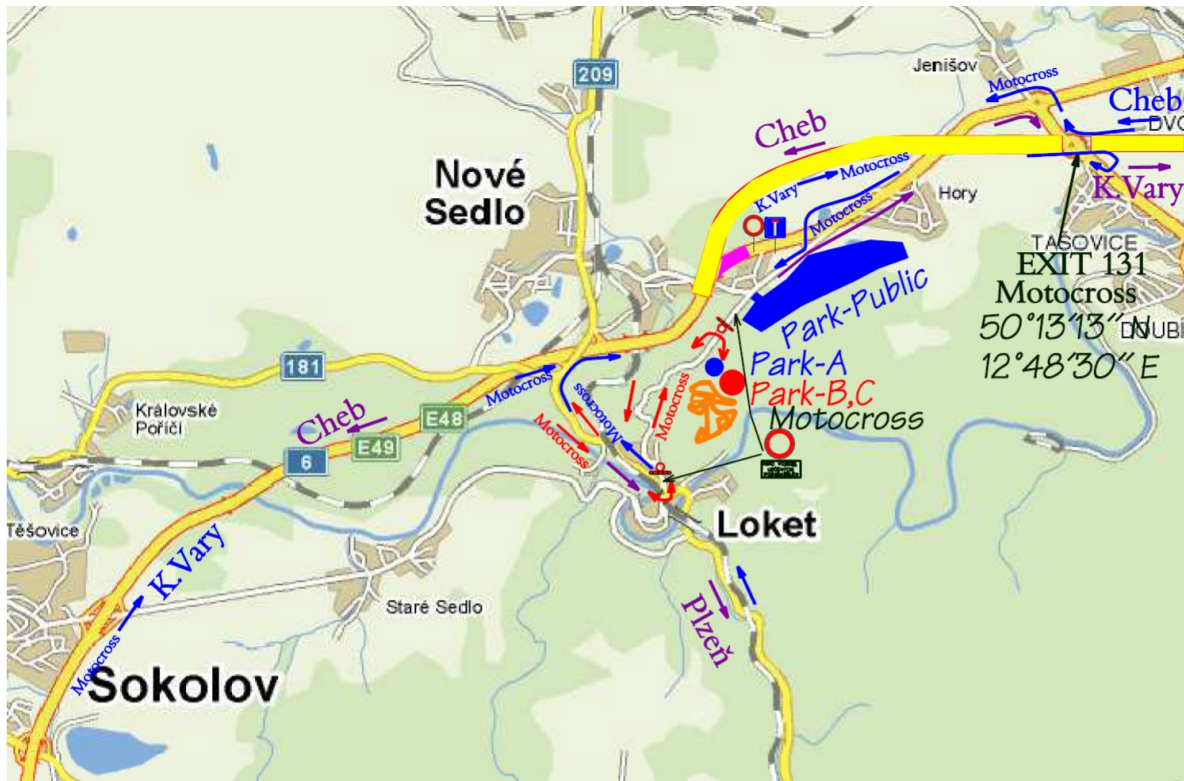 Jenišov
Motocross
Cheb
DVO
209
Cheb
K.Vary
Motocross
Motocross
Hory
K.Vary
Nové
Sedlo
TAŠOVICE
EXIT 131
Motocross
50°13'13" N
12°48'30" E
DOUBÍ
Park-Public
Park-A
Park-B,C
Motocross
181
Královské
Poříčí
Cheb
E48
E49
6
Motocross
Motocross
Motocross
Motocross
Těšovice
K.Vary
Motocross
Loket
Staré Sedlo
Plzeň
Sokolov